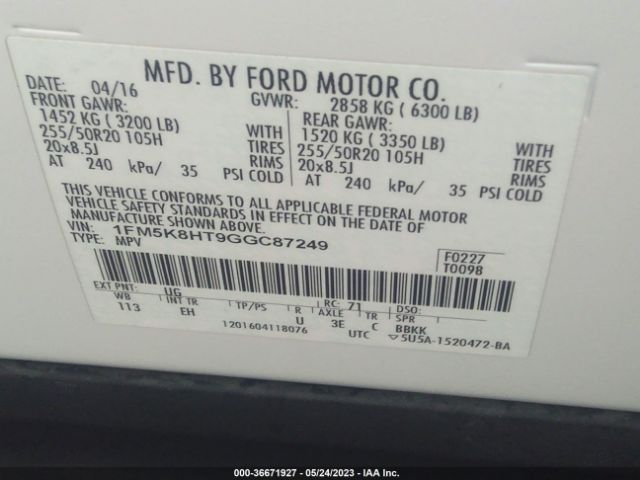 MFD. BY FORD MOTOR CO.
DATE: 04/16 GVWR: 2858 KG ( 6300 LB)
FRONT GAWR: REAR GAWR:
1452 KG ( 3200 LB) WITH 1520 KG ( 3350 LB) WITH
255/50R20 105H TIRES 255/50R20 105H TIRES
20x8.5J RIMS 20x8.5J RIMS
AT 240 kPa/ 35 PSI COLD AT 240 kPa/ 35 PSI COLD
THIS VEHICLE CONFORMS TO ALL APPLICABLE FEDERAL MOTOR
VEHICLE SAFETY STANDARDS IN EFFECT ON THE DATE OF
MANUFACTURE SHOWN ABOVE.
VIN: 1FM5K8HT9GGC87249
TYPE: MPV
F0227
T0098
EXT PNT: UG RC: 71 DSO:
WB INT TR TP/PS R AXLE TR SPR
113 EH U 3E C BBKK
1201604118076 UTC ▽5U5A-1520472-BA
000-36671927 - 05/24/2023 - IAA Inc.